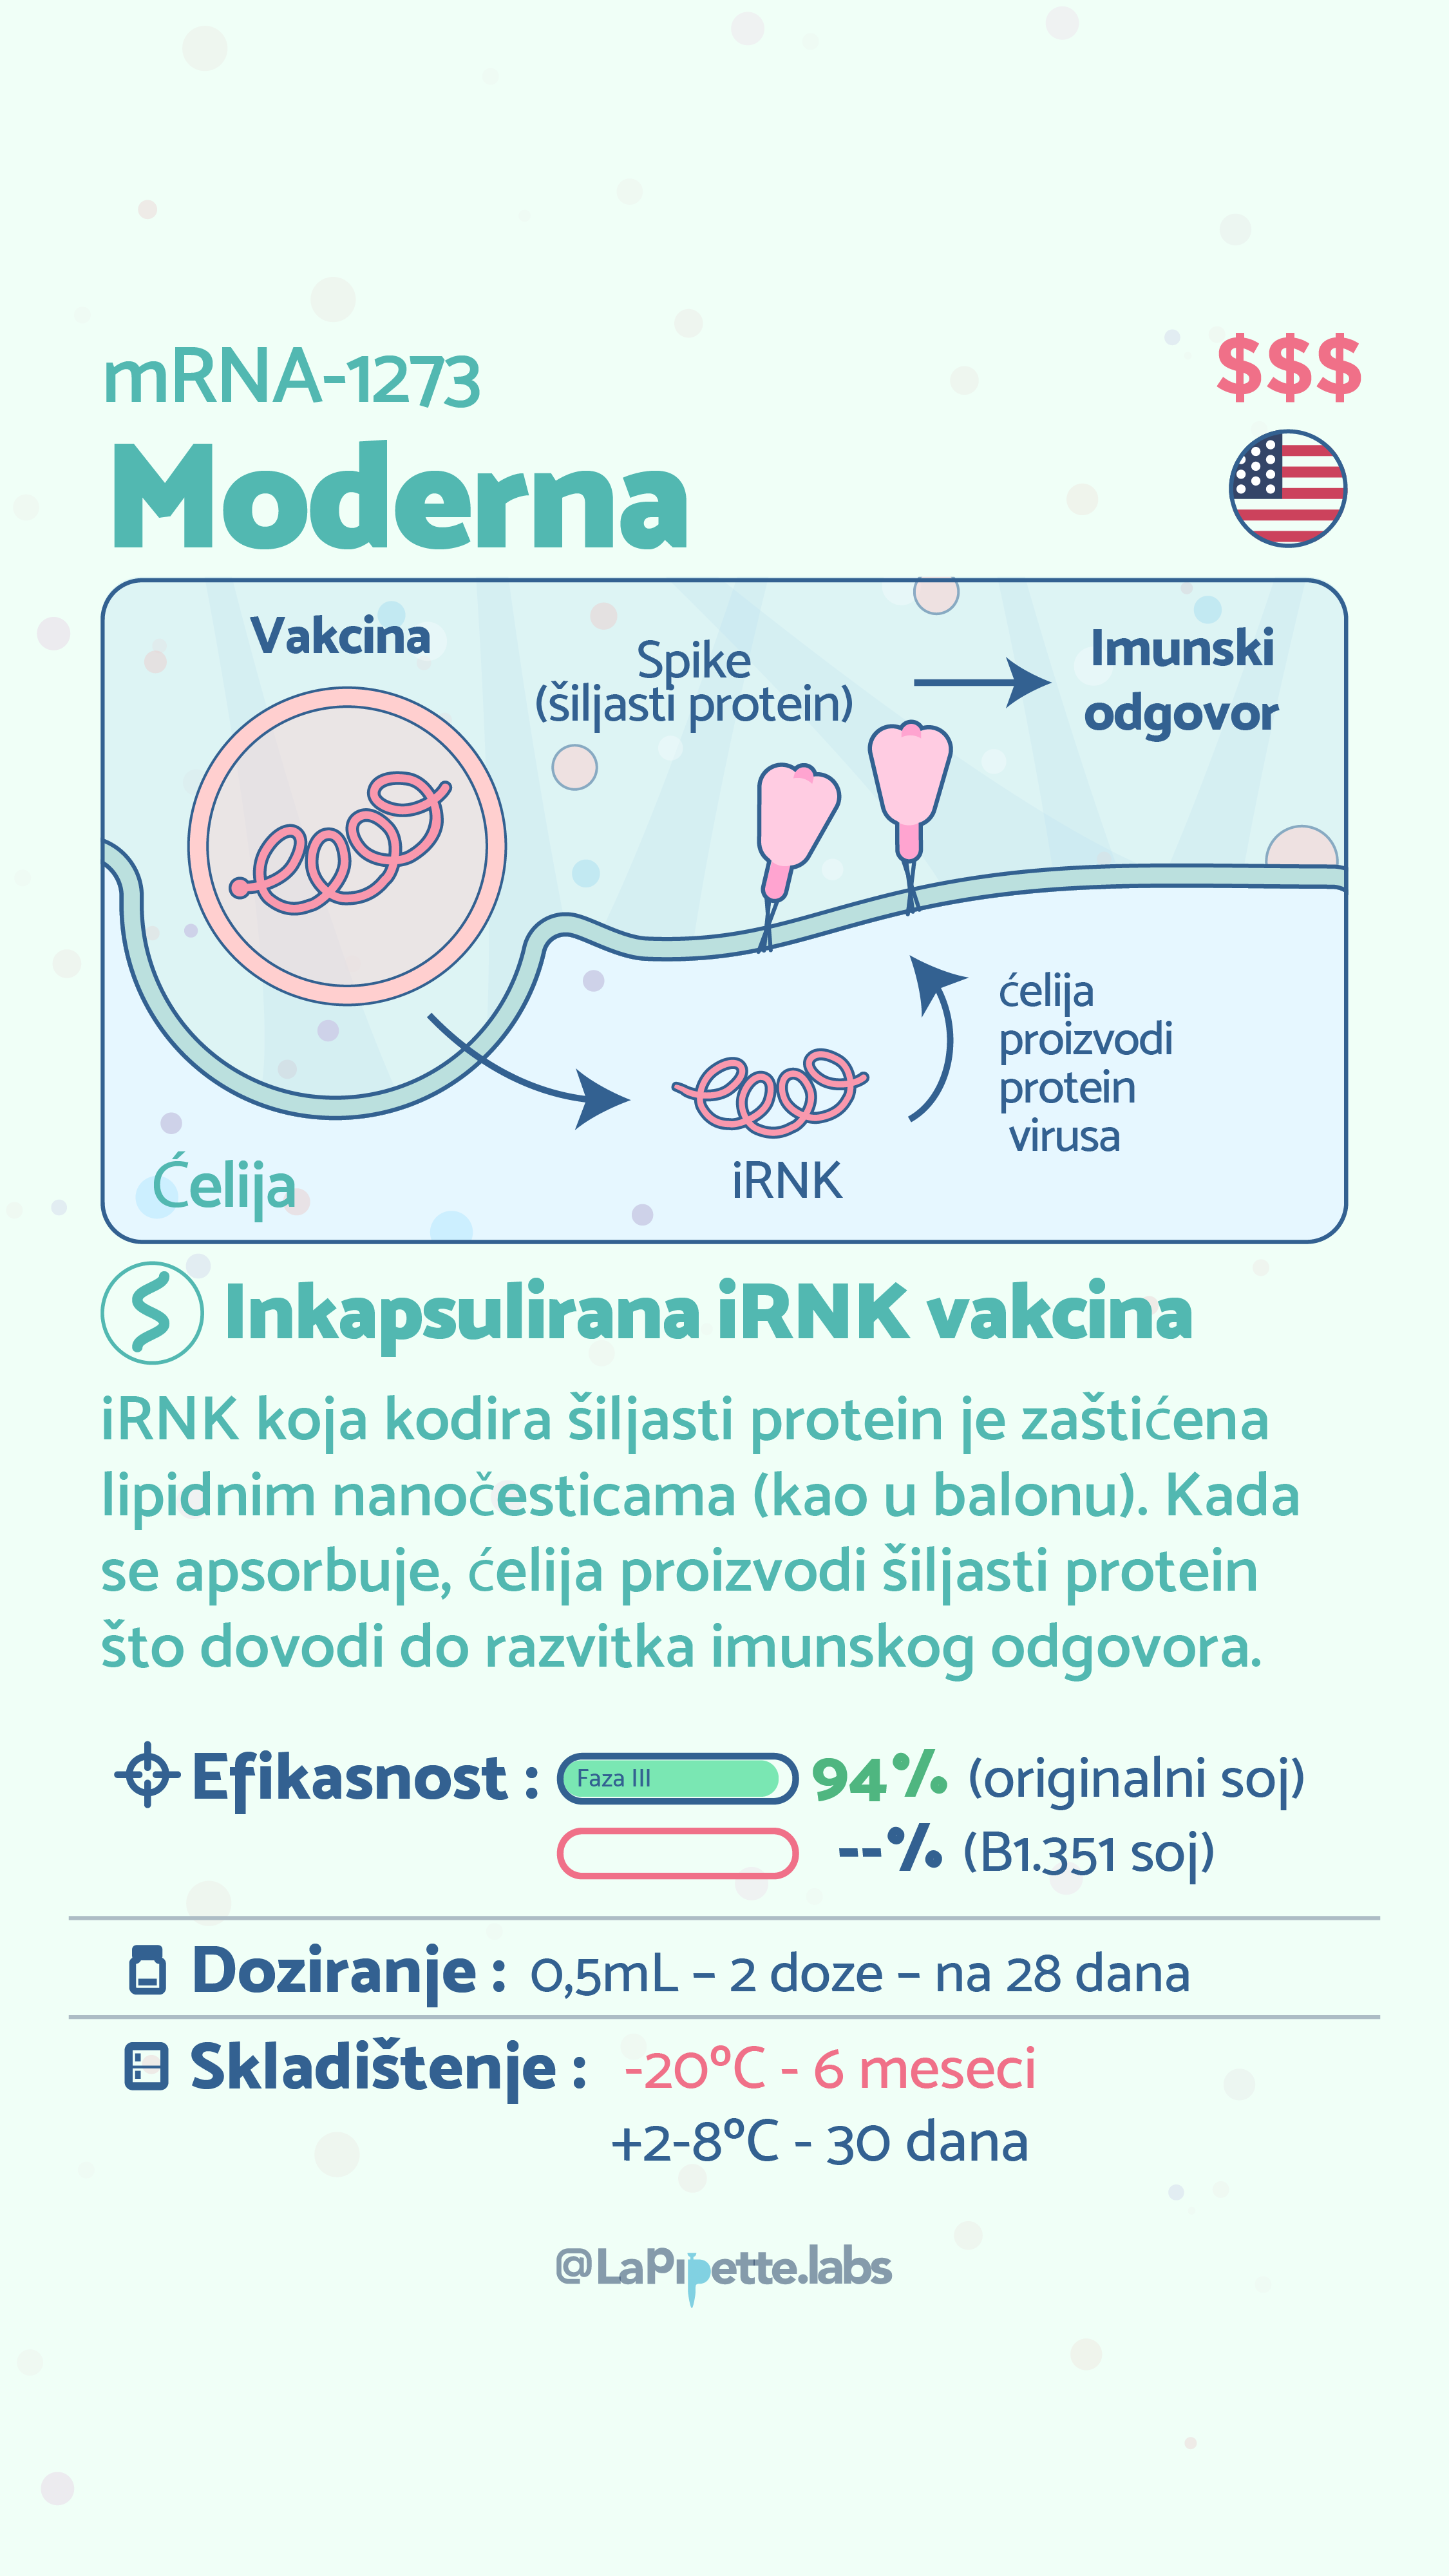 mRNA-1273
$$$
Moderna
Vakcina
Spike
(šiljasti protein)
Imunski
odgovor
ćelija
proizvodi
protein
virusa
iRNK
Ćelija
Inkapsulirana iRNK vakcina
iRNK koja kodira šiljasti protein je zaštićena
lipidnim nanočesticama (kao u balonu). Kada
se apsorbuje, ćelija proizvodi šiljasti protein
što dovodi do razvitka imunskog odgovora.
Efikasnost : Faza III 94% (originalni soj)
--% (B1.351 soj)
Doziranje : 0,5mL – 2 doze – na 28 dana
Skladištenje : -20ºC - 6 meseci
+2-8ºC - 30 dana
@LaPipette.labs